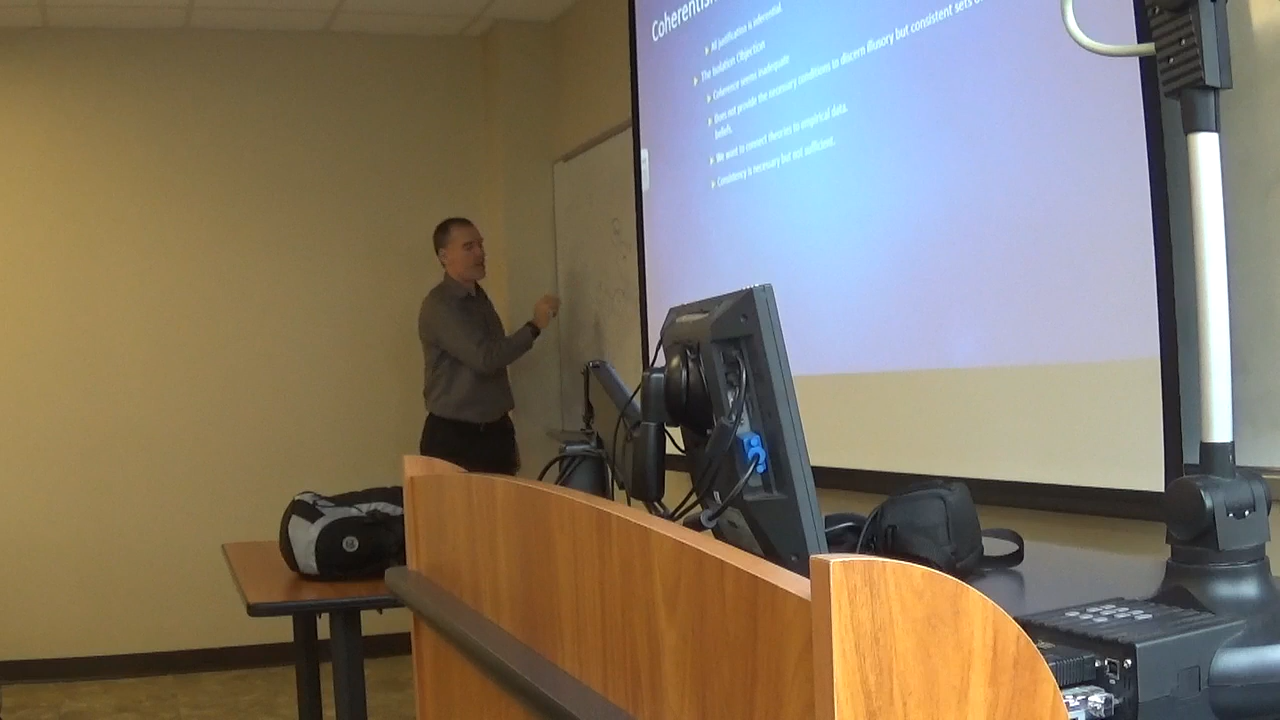 Coherentis
All justification is inferential.
The Isolation Objection
Coherence seems inadequate
Does not provide the necessary conditions to discern illusory but consistent sets of
beliefs.
We want to connect theories to empirical data.
Consistency is necessary but not sufficient.